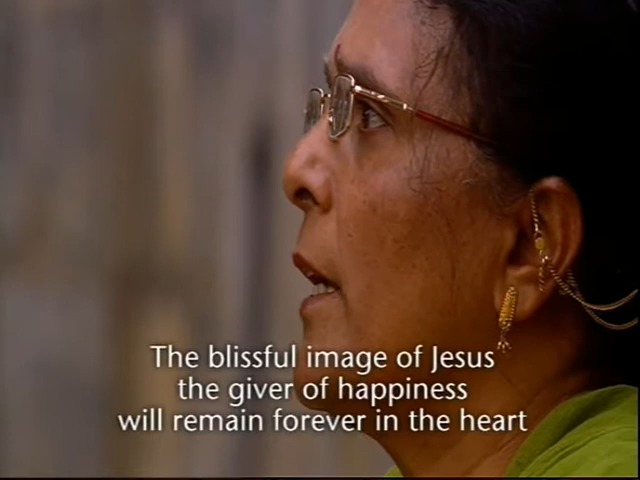 The blissful image of Jesus
the giver of happiness
will remain forever in the heart